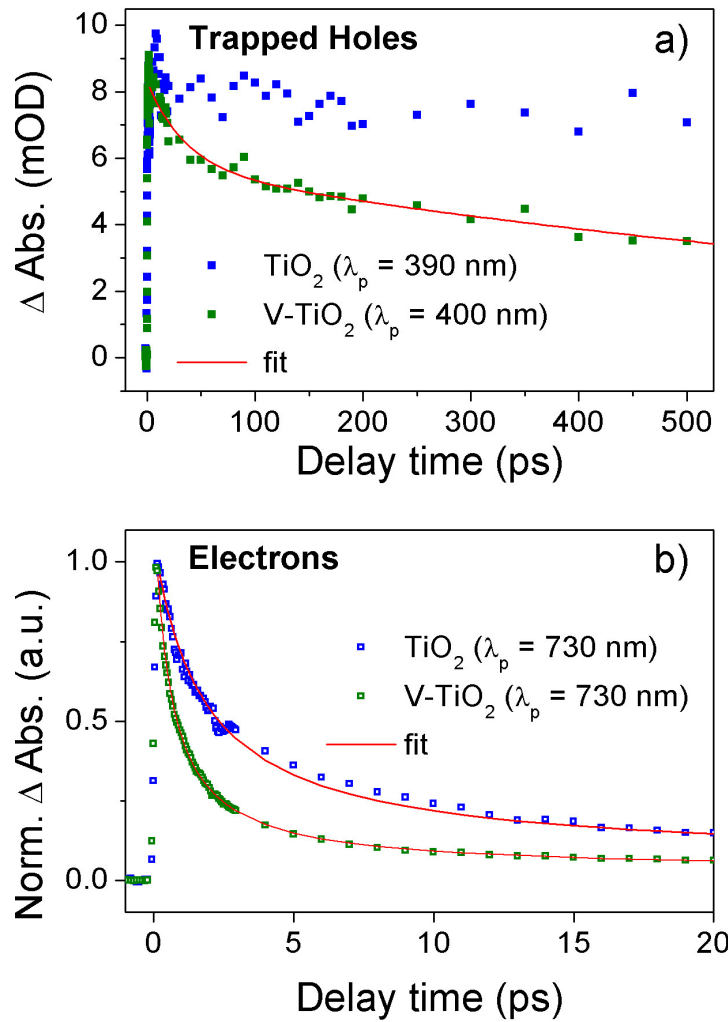 Trapped Holes
a)
10
8
6
4
2
0
Δ Abs. (mOD)
TiO₂ (λₚ = 390 nm)
V-TiO₂ (λₚ = 400 nm)
fit
0 100 200 300 400 500
Delay time (ps)
Electrons
b)
1.0
0.5
0.0
Norm. Δ Abs. (a.u.)
TiO₂ (λₚ = 730 nm)
V-TiO₂ (λₚ = 730 nm)
fit
0 5 10 15 20
Delay time (ps)